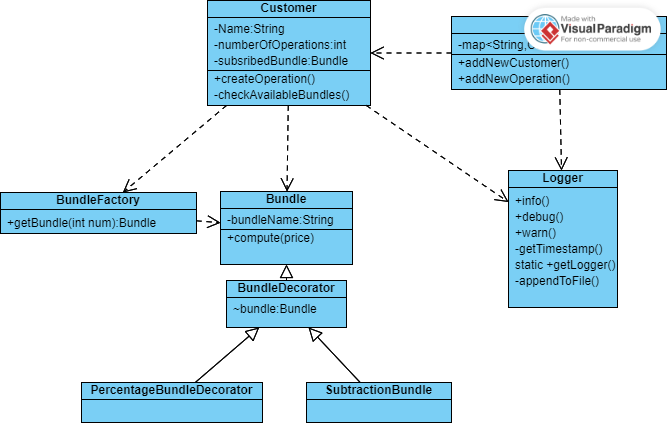 Customer
-Name:String
-numberOfOperations:int
-subsribedBundle:Bundle
+createOperation()
-checkAvailableBundles()
-map<String,
+addNewCustomer()
+addNewOperation()
Made with
Visual Paradigm
For non-commercial use
BundleFactory
+getBundle(int num):Bundle
Bundle
-bundleName:String
+compute(price)
Logger
+info()
+debug()
+warn()
-getTimestamp()
static +getLogger()
-appendToFile()
BundleDecorator
~bundle:Bundle
PercentageBundleDecorator
SubtractionBundle